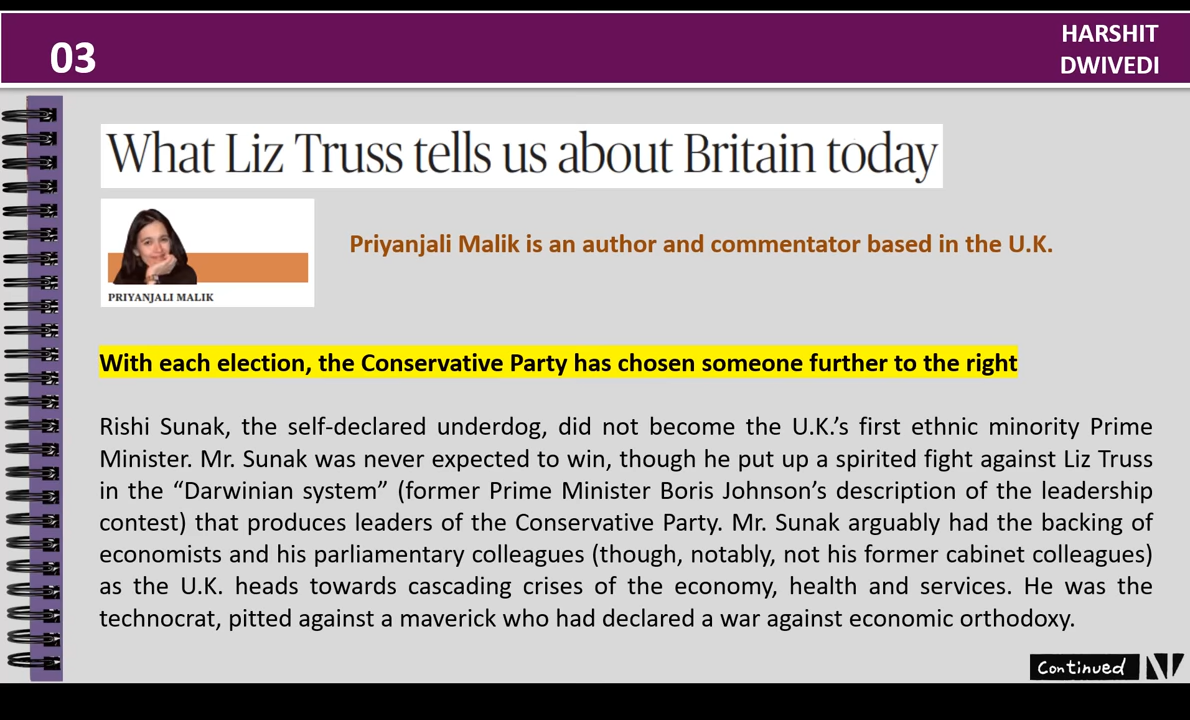 03
HARSHIT
DWIVEDI
What Liz Truss tells us about Britain today
Priyanjali Malik is an author and commentator based in the U.K.
PRIYANJALI MALIK
With each election, the Conservative Party has chosen someone further to the right
Rishi Sunak, the self-declared underdog, did not become the U.K.’s first ethnic minority Prime
Minister. Mr. Sunak was never expected to win, though he put up a spirited fight against Liz Truss
in the “Darwinian system” (former Prime Minister Boris Johnson’s description of the leadership
contest) that produces leaders of the Conservative Party. Mr. Sunak arguably had the backing of
economists and his parliamentary colleagues (though, notably, not his former cabinet colleagues)
as the U.K. heads towards cascading crises of the economy, health and services. He was the
technocrat, pitted against a maverick who had declared a war against economic orthodoxy.
Continued